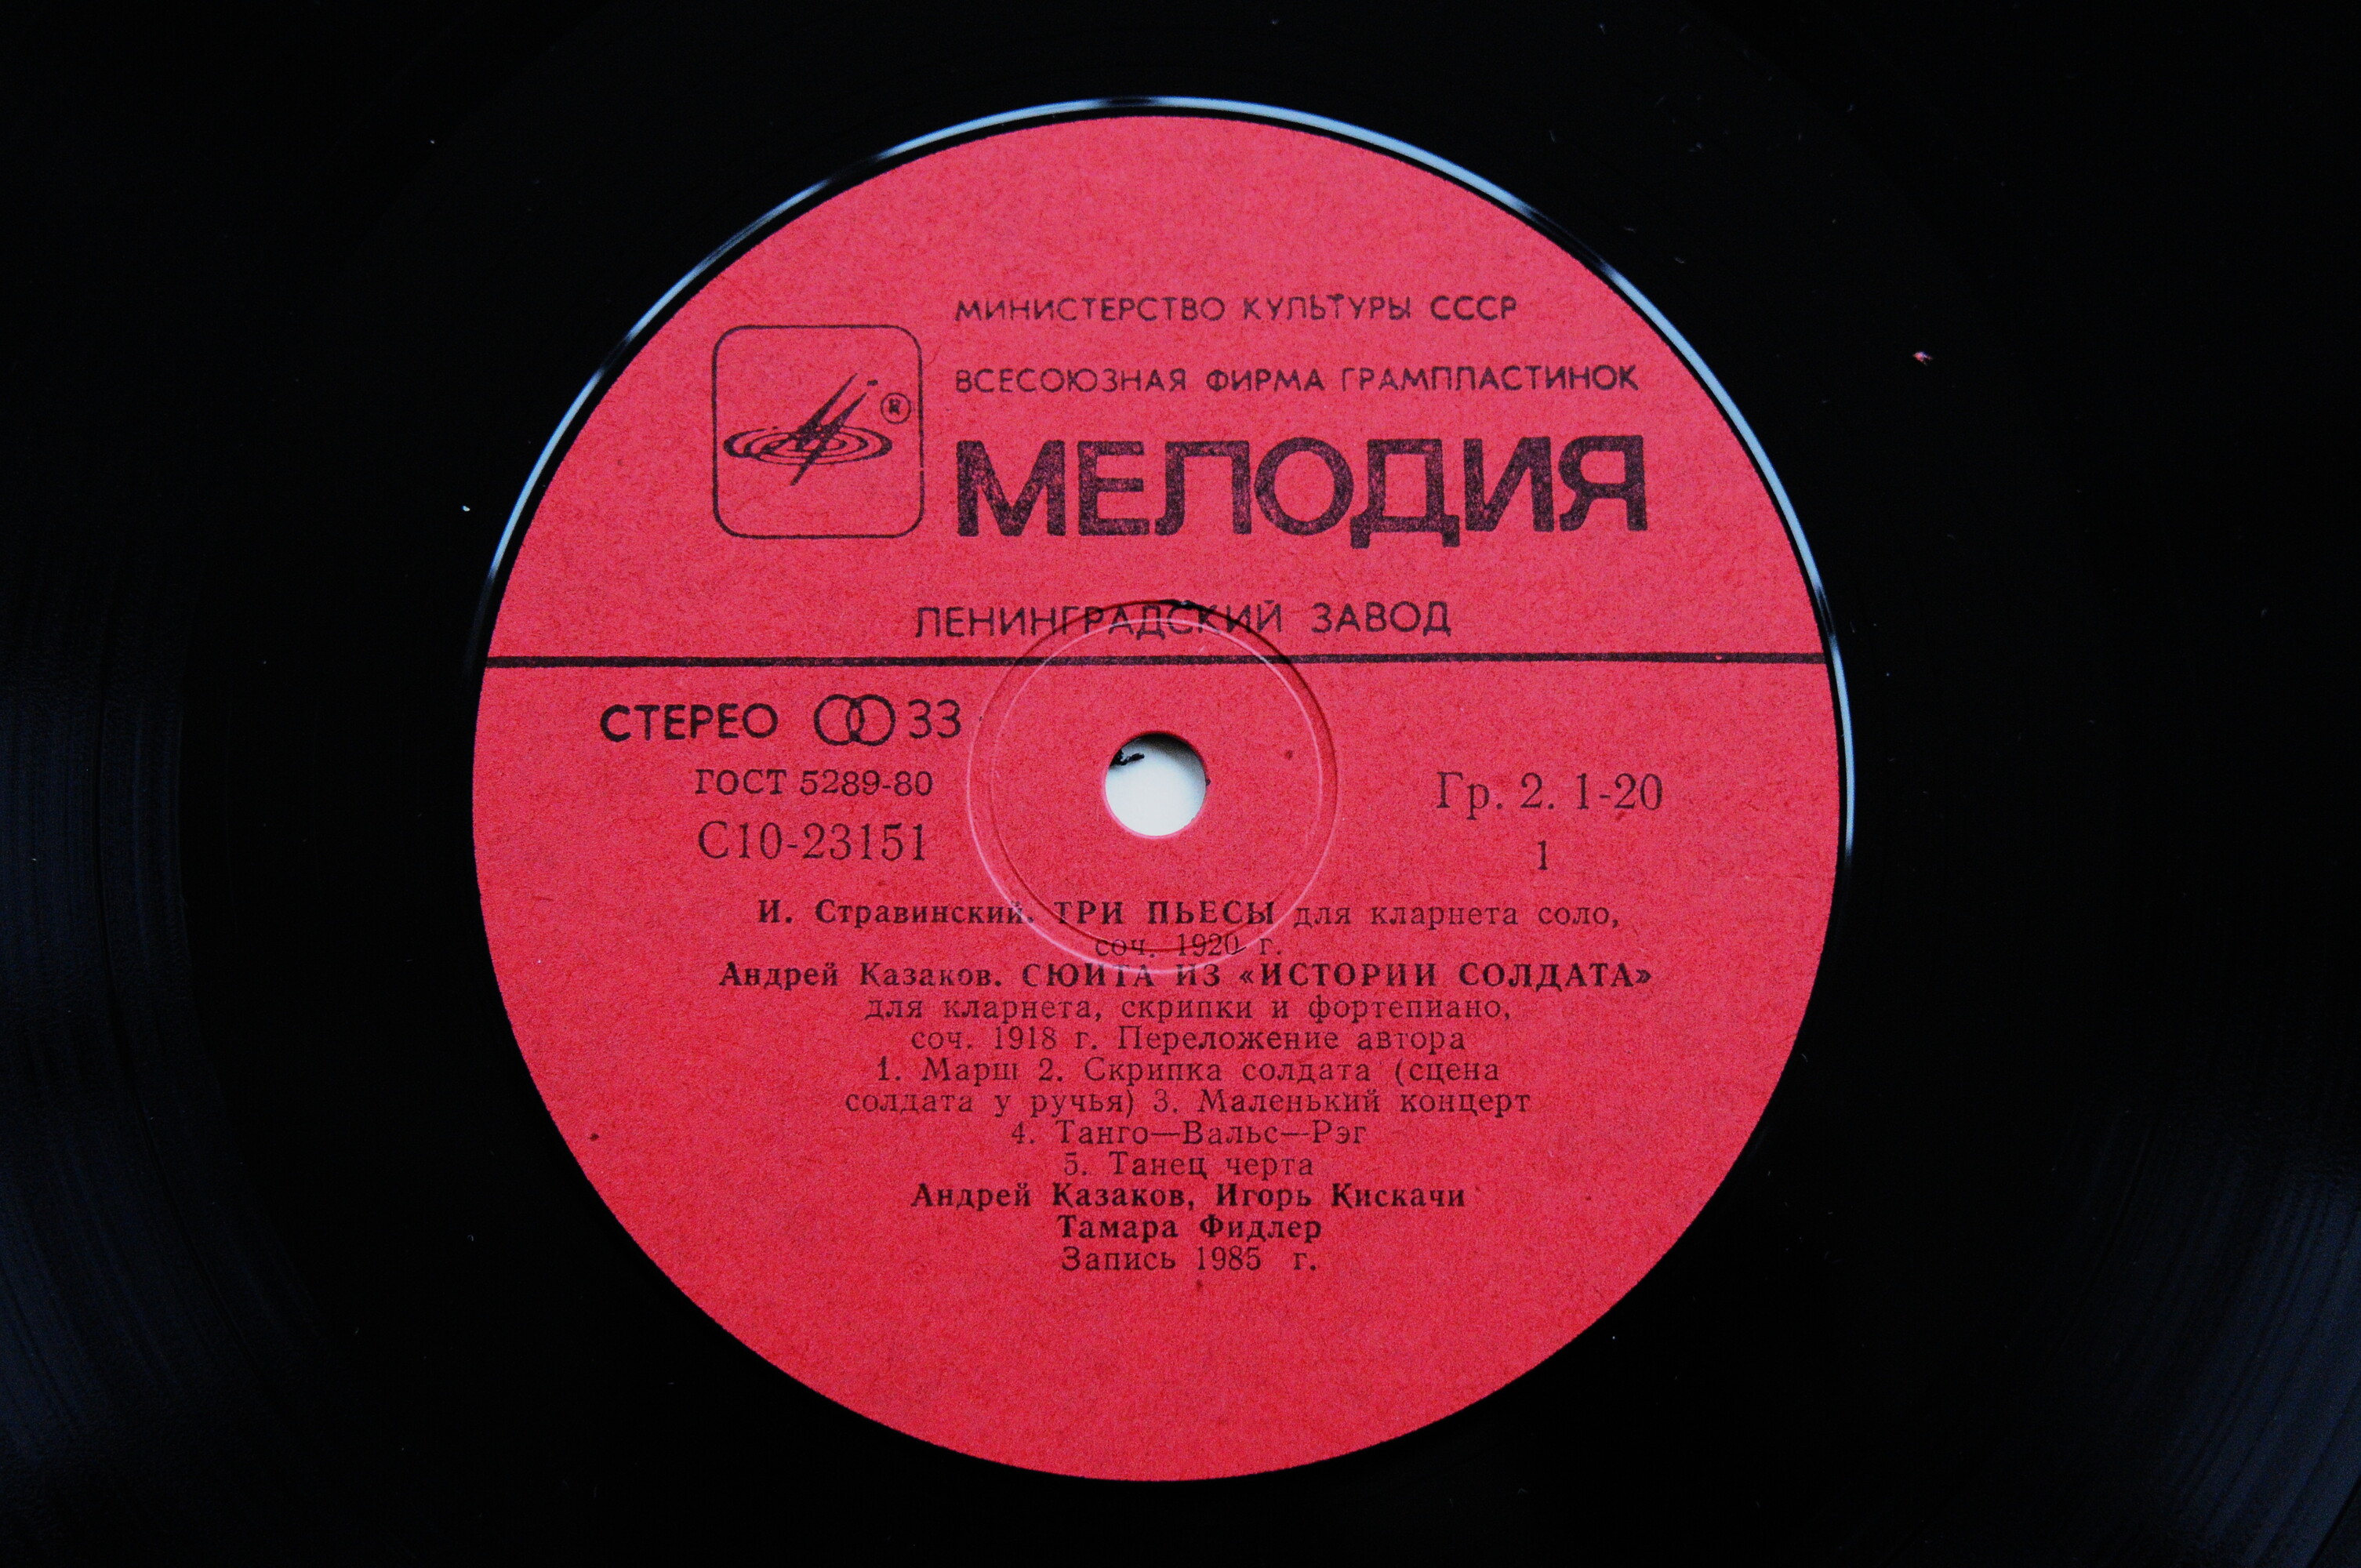 МИНИСТЕРСТВО КУЛЬТУРЫ СССР
ВСЕСОЮЗНАЯ ФИРМА ГРАМПЛАСТИНОК
®
МЕЛОДИЯ
ЛЕНИНГРАДСКИЙ ЗАВОД
СТЕРЕО 33
ГОСТ 5289-80
С10-23151
Гр. 2. 1-20
1
И. Стравинский. ТРИ ПЬЕСЫ для кларнета соло,
соч. 1920 г.
Андрей Казаков. СЮИТА ИЗ «ИСТОРИИ СОЛДАТА»
для кларнета, скрипки и фортепиано,
соч. 1918 г. Переложение автора
1. Марш 2. Скрипка солдата (сцена
солдата у ручья) 3. Маленький концерт
4. Танго—Вальс—Рэг
5. Танец черта
Андрей Казаков, Игорь Кискачи
Тамара Фидлер
Запись 1985 г.